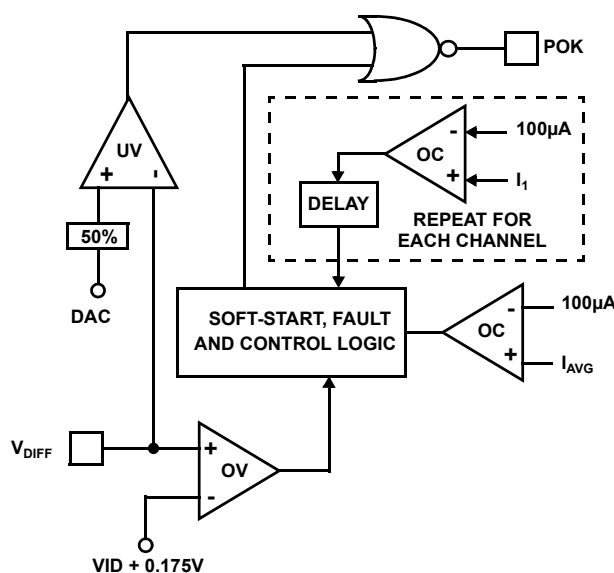 POK
100µA
-
OC
+
I1
DELAY
REPEAT FOR
EACH CHANNEL
UV
+ -
50%
DAC
SOFT-START, FAULT
AND CONTROL LOGIC
100µA
-
OC
+
IAVG
VDIFF
+
OV
-
VID + 0.175V